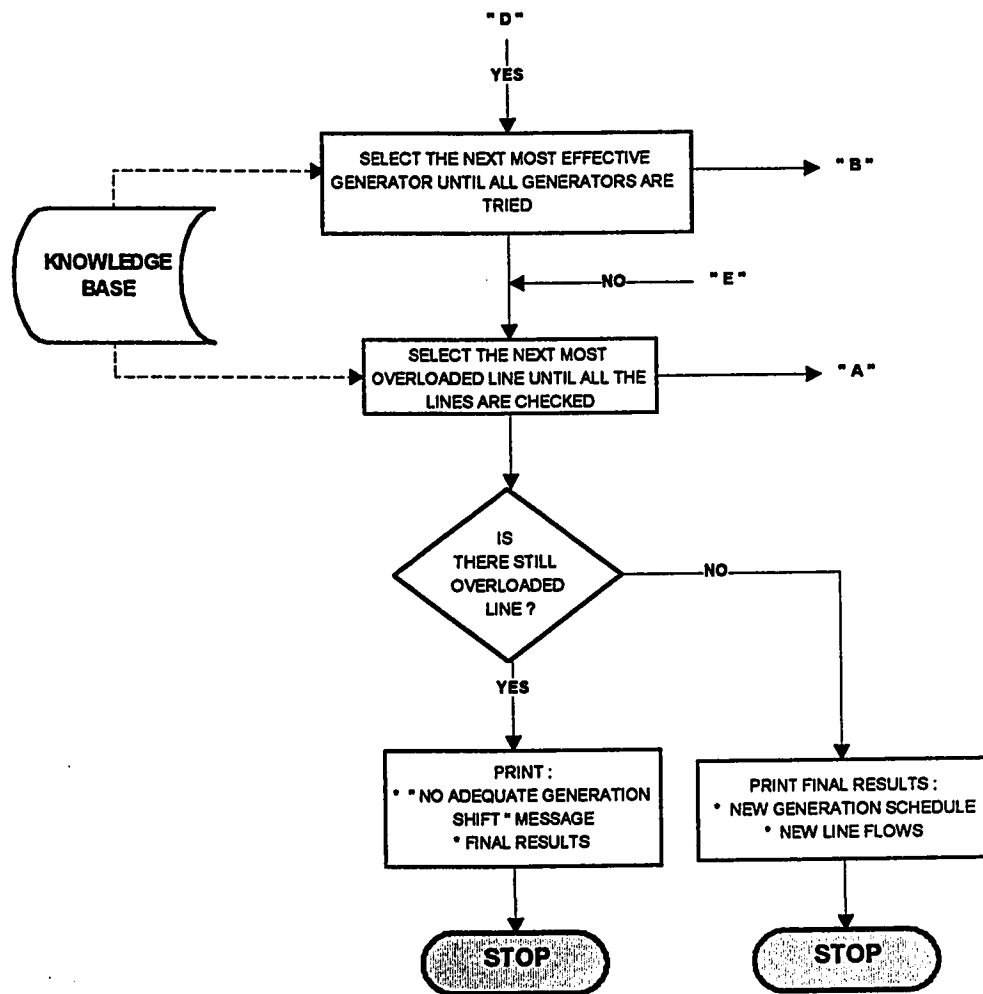 " D "
YES
SELECT THE NEXT MOST EFFECTIVE
GENERATOR UNTIL ALL GENERATORS ARE
TRIED
" B "
KNOWLEDGE
BASE
NO
" E "
SELECT THE NEXT MOST
OVERLOADED LINE UNTIL ALL THE
LINES ARE CHECKED
" A "
IS
THERE STILL
OVERLOADED
LINE ?
NO
YES
PRINT :
* " NO ADEQUATE GENERATION
SHIFT " MESSAGE
* FINAL RESULTS
PRINT FINAL RESULTS :
* NEW GENERATION SCHEDULE
* NEW LINE FLOWS
STOP
STOP